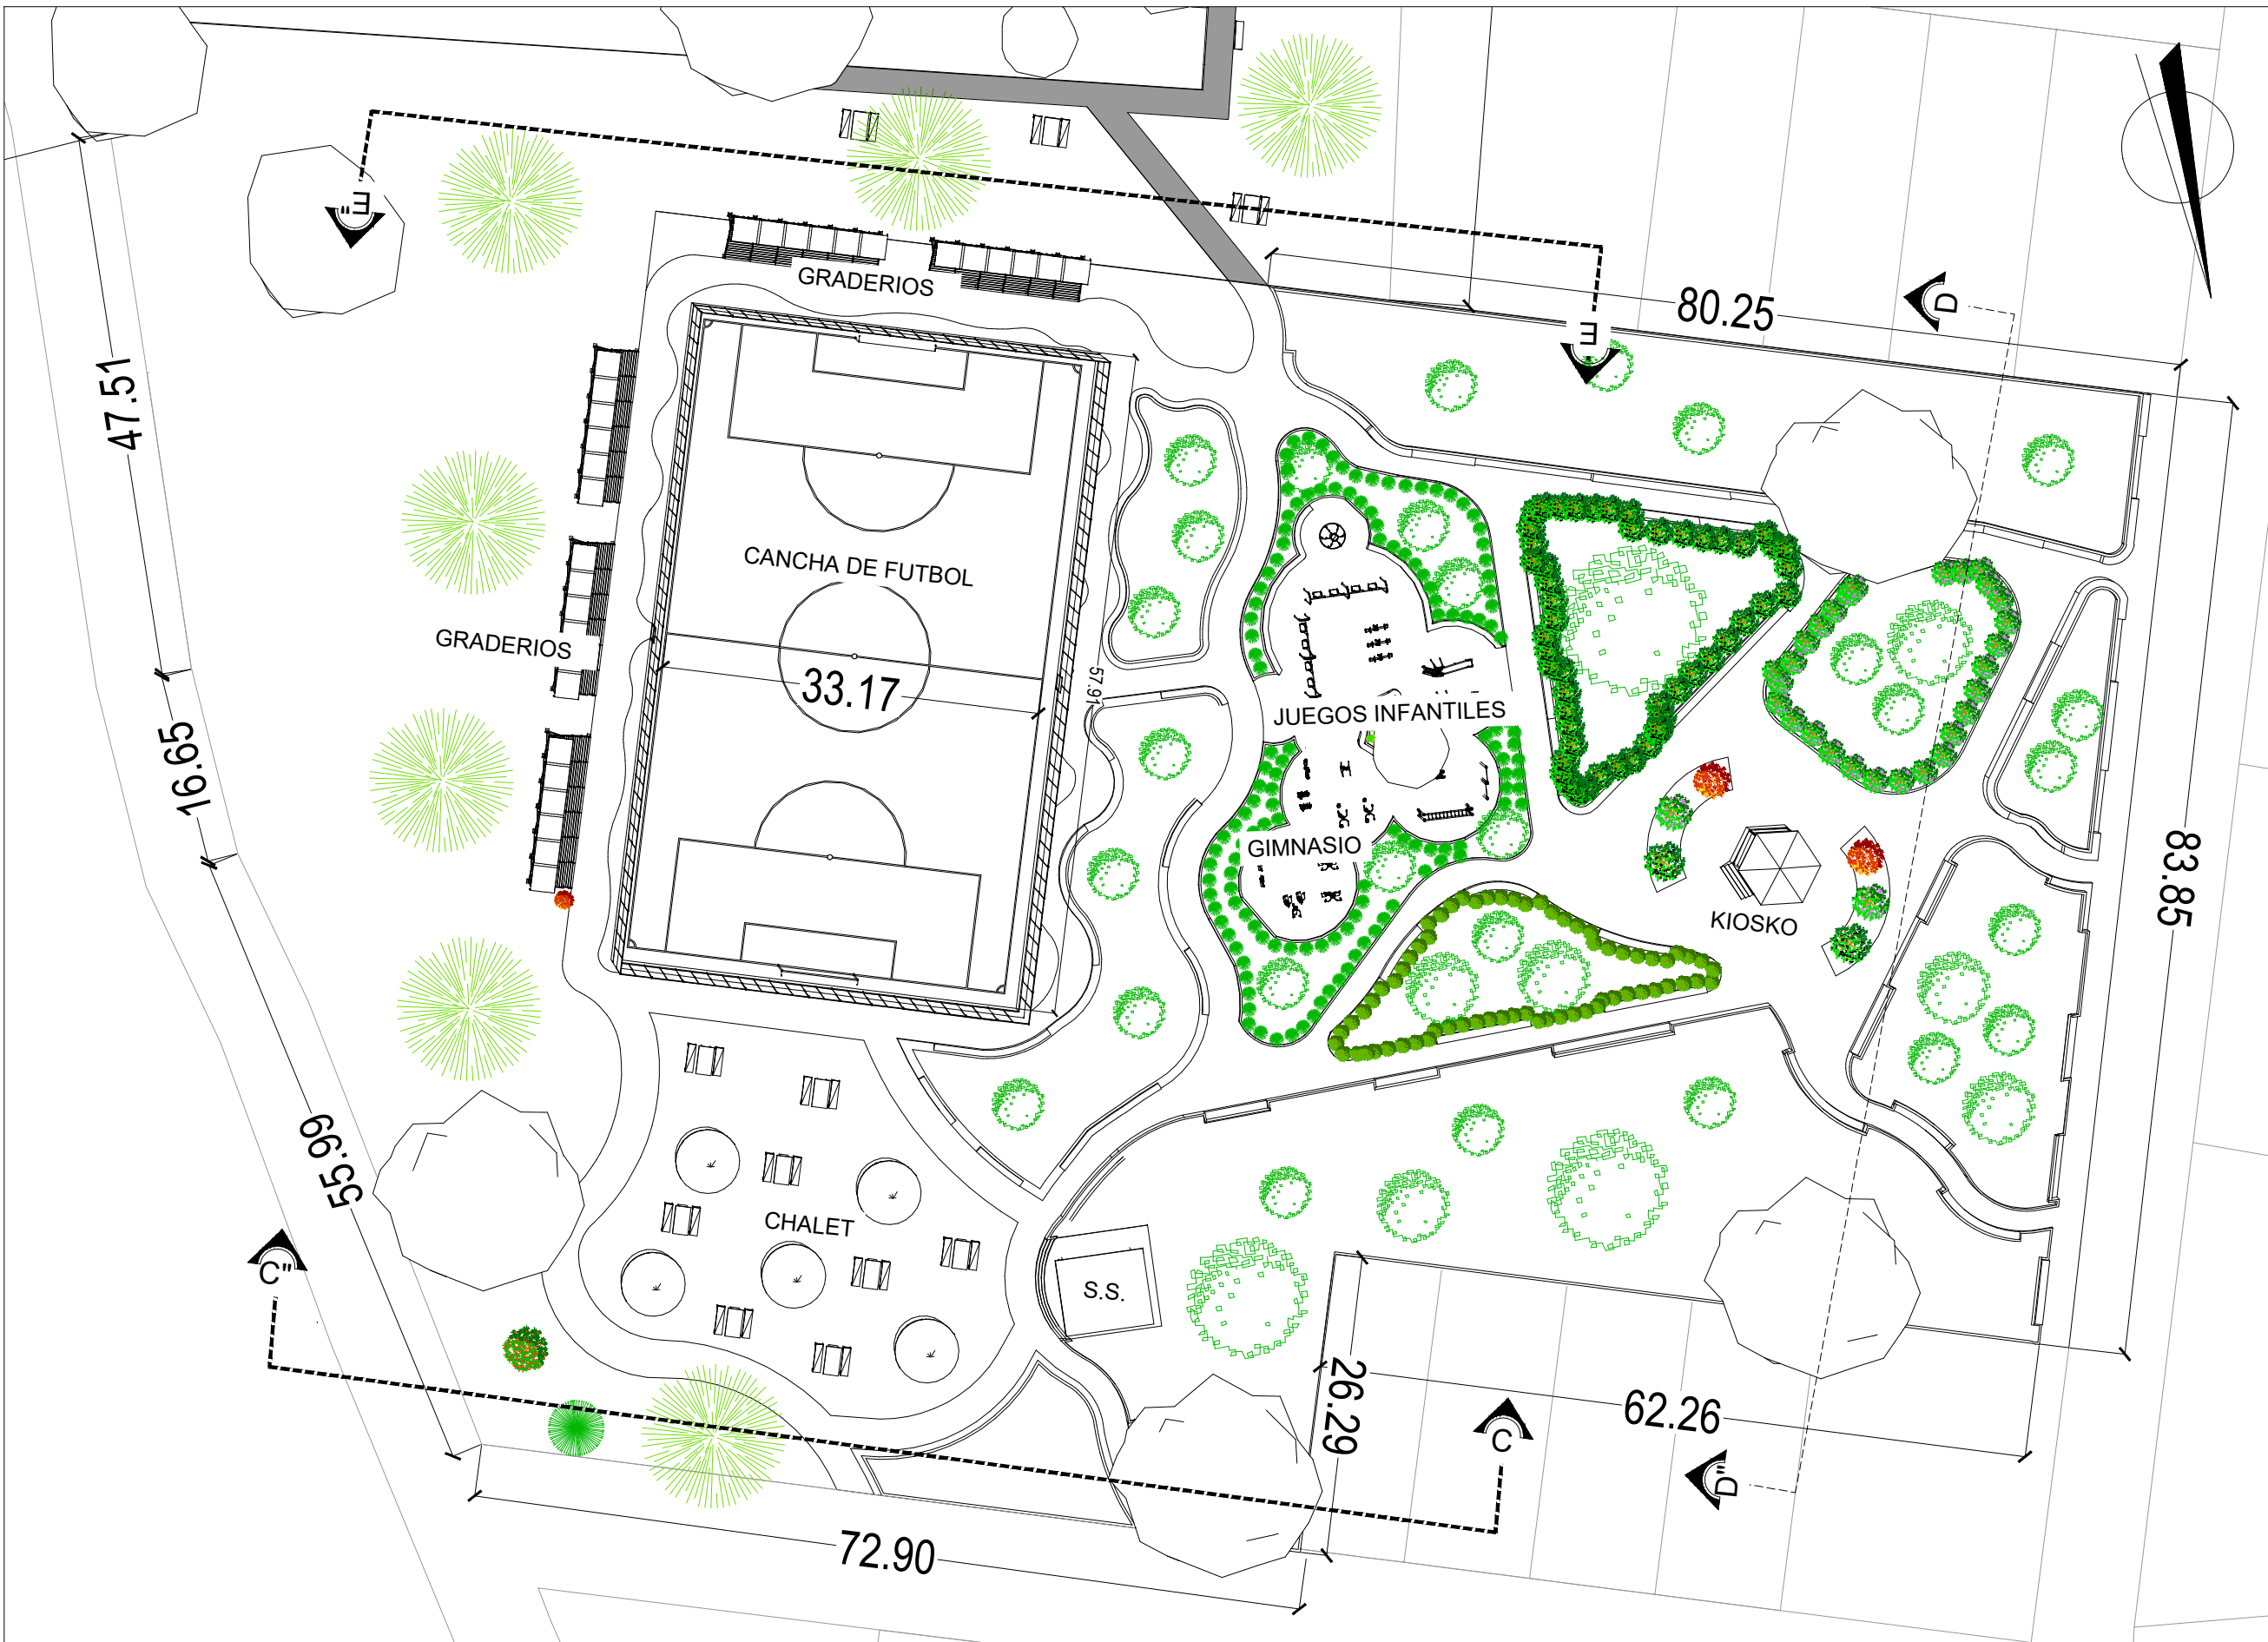 E"
GRADERIOS
80.25
D
E
47.51
CANCHA DE FUTBOL
GRADERIOS
33.17
57.91
JUEGOS INFANTILES
16.65
GIMNASIO
83.85
KIOSKO
55.99
CHALET
C"
S.S.
26.29
62.26
C
D"
72.90